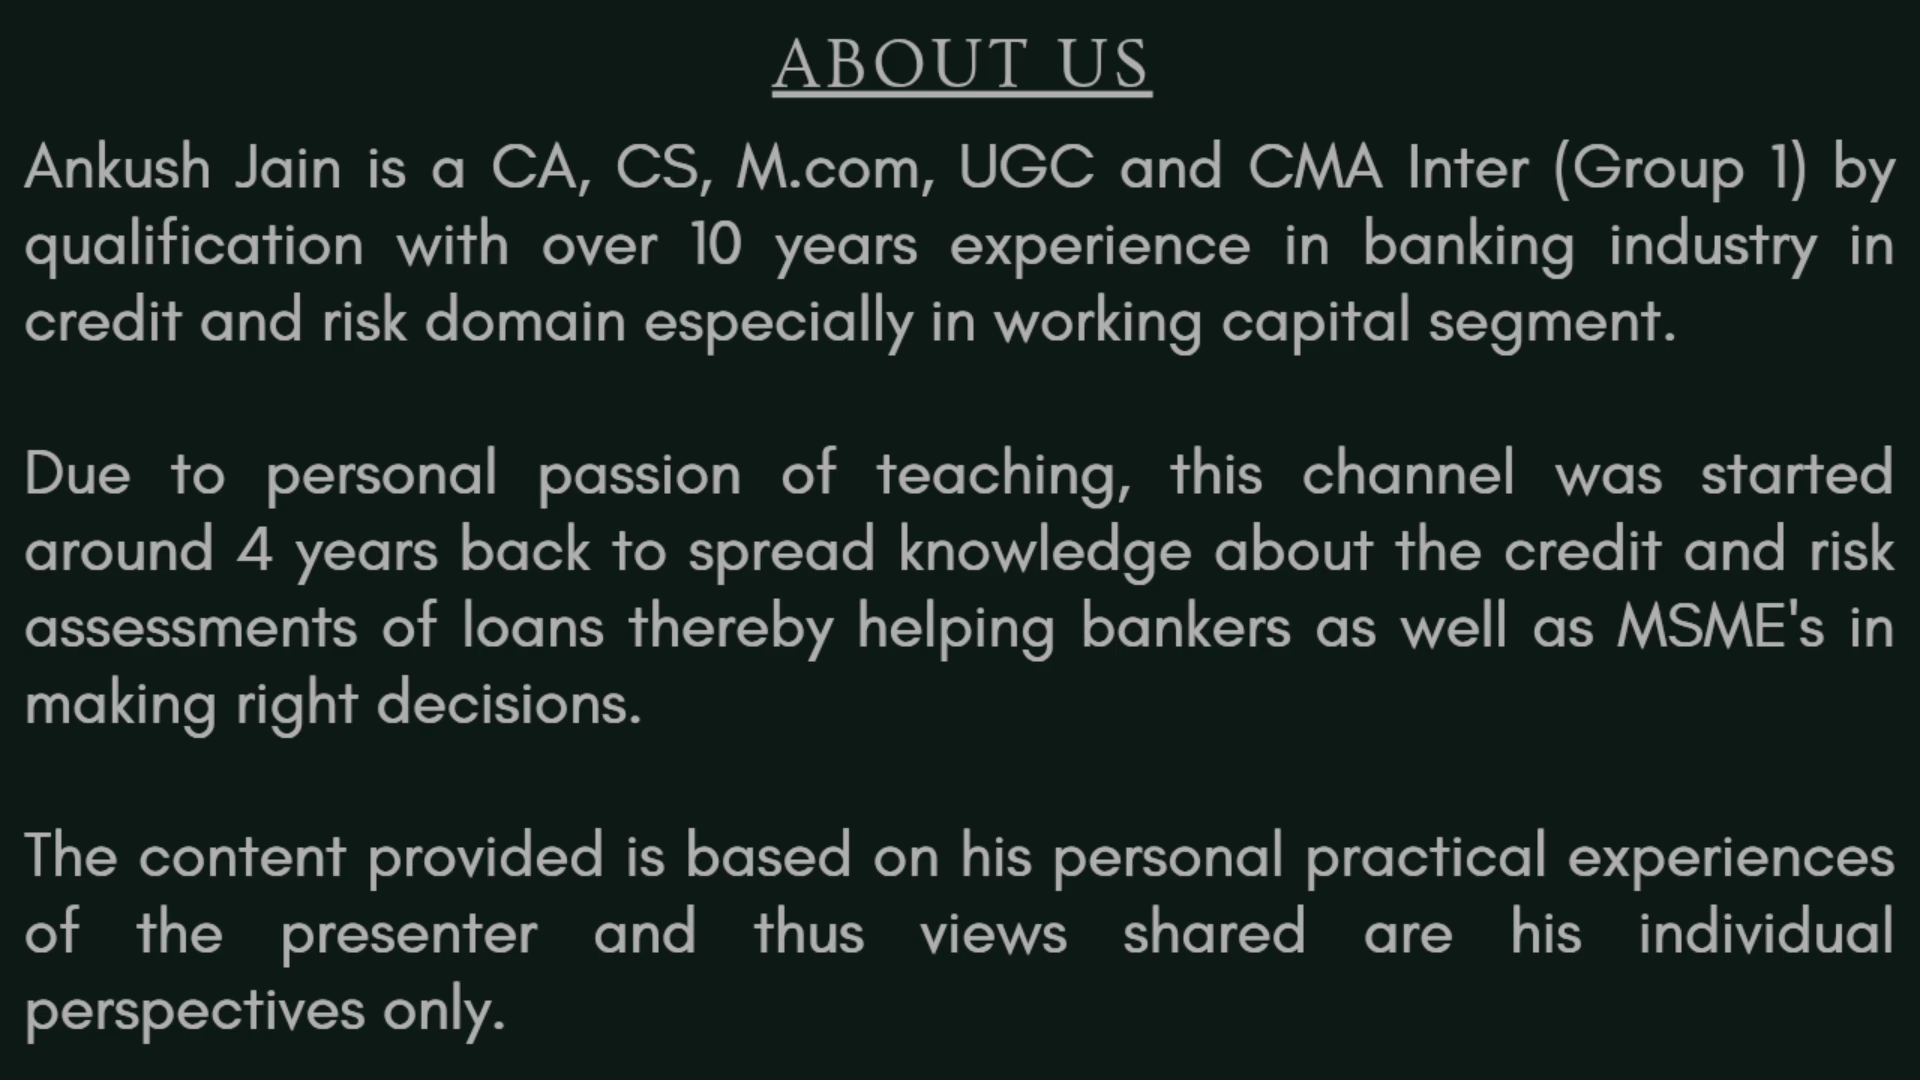 ABOUT US
Ankush Jain is a CA, CS, M.com, UGC and CMA Inter (Group 1) by
qualification with over 10 years experience in banking industry in
credit and risk domain especially in working capital segment.
Due to personal passion of teaching, this channel was started
around 4 years back to spread knowledge about the credit and risk
assessments of loans thereby helping bankers as well as MSME's in
making right decisions.
The content provided is based on his personal practical experiences
of the presenter and thus views shared are his individual
perspectives only.